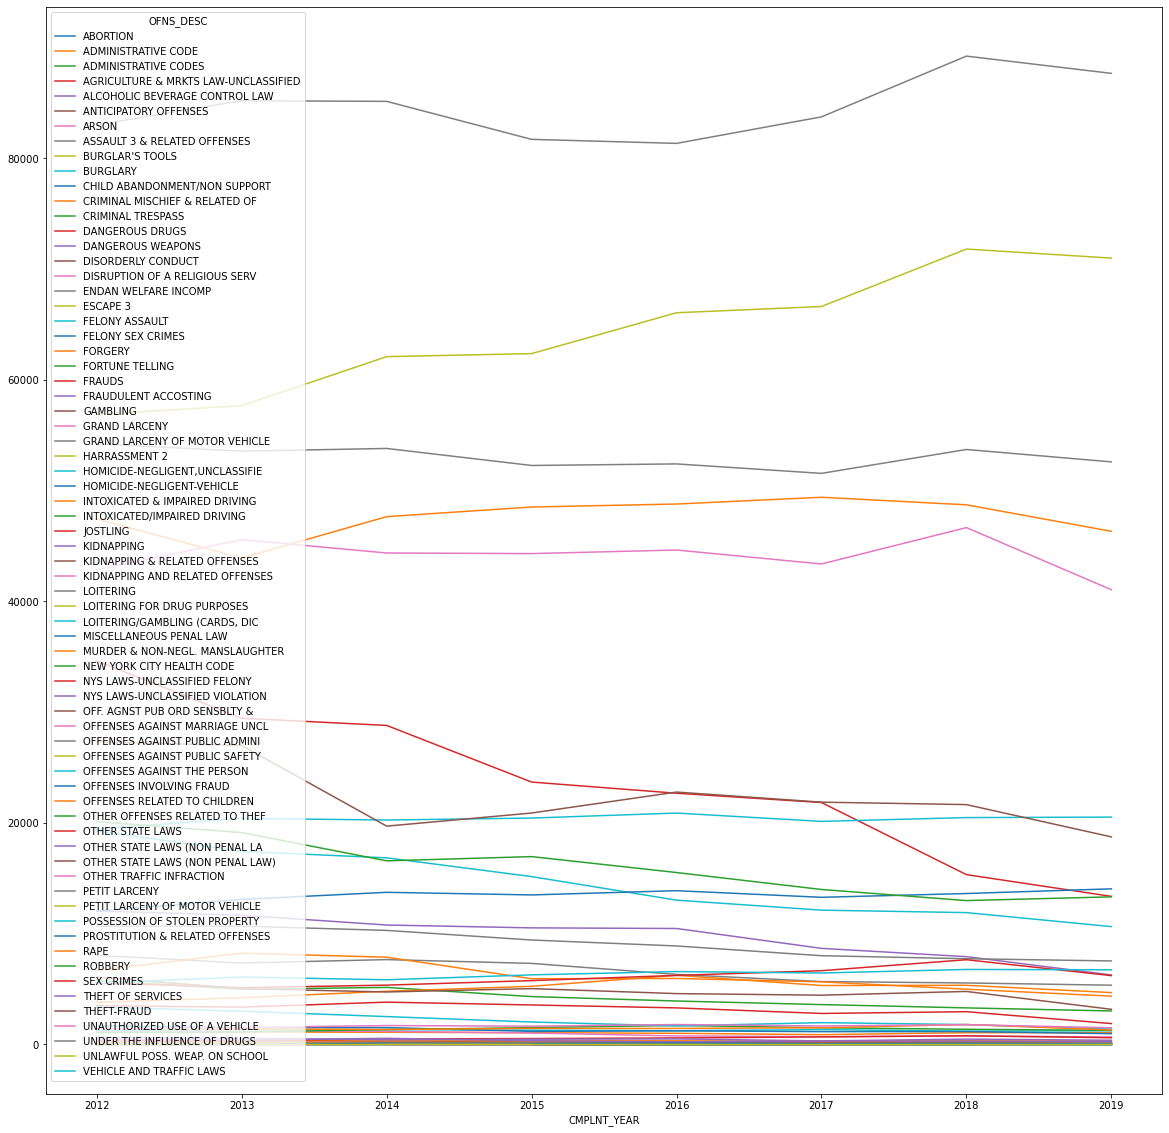 OFNS_DESC
ABORTION
ADMINISTRATIVE CODE
ADMINISTRATIVE CODES
AGRICULTURE & MRKTS LAW-UNCLASSIFIED
ALCOHOLIC BEVERAGE CONTROL LAW
ANTICIPATORY OFFENSES
ARSON
ASSAULT 3 & RELATED OFFENSES
BURGLAR'S TOOLS
BURGLARY
CHILD ABANDONMENT/NON SUPPORT
CRIMINAL MISCHIEF & RELATED OF
CRIMINAL TRESPASS
DANGEROUS DRUGS
DANGEROUS WEAPONS
DISORDERLY CONDUCT
DISRUPTION OF A RELIGIOUS SERV
ENDAN WELFARE INCOMP
ESCAPE 3
FELONY ASSAULT
FELONY SEX CRIMES
FORGERY
FORTUNE TELLING
FRAUDS
FRAUDULENT ACCOSTING
GAMBLING
GRAND LARCENY
GRAND LARCENY OF MOTOR VEHICLE
HARRASSMENT 2
HOMICIDE-NEGLIGENT,UNCLASSIFIE
HOMICIDE-NEGLIGENT-VEHICLE
INTOXICATED & IMPAIRED DRIVING
INTOXICATED/IMPAIRED DRIVING
JOSTLING
KIDNAPPING
KIDNAPPING & RELATED OFFENSES
KIDNAPPING AND RELATED OFFENSES
LOITERING
LOITERING FOR DRUG PURPOSES
LOITERING/GAMBLING (CARDS, DIC
MISCELLANEOUS PENAL LAW
MURDER & NON-NEGL. MANSLAUGHTER
NEW YORK CITY HEALTH CODE
NYS LAWS-UNCLASSIFIED FELONY
NYS LAWS-UNCLASSIFIED VIOLATION
OFF. AGNST PUB ORD SENSBLTY &
OFFENSES AGAINST MARRIAGE UNCL
OFFENSES AGAINST PUBLIC ADMINI
OFFENSES AGAINST PUBLIC SAFETY
OFFENSES AGAINST THE PERSON
OFFENSES INVOLVING FRAUD
OFFENSES RELATED TO CHILDREN
OTHER OFFENSES RELATED TO THEF
OTHER STATE LAWS
OTHER STATE LAWS (NON PENAL LA
OTHER STATE LAWS (NON PENAL LAW)
OTHER TRAFFIC INFRACTION
PETIT LARCENY
PETIT LARCENY OF MOTOR VEHICLE
POSSESSION OF STOLEN PROPERTY
PROSTITUTION & RELATED OFFENSES
RAPE
ROBBERY
SEX CRIMES
THEFT OF SERVICES
THEFT-FRAUD
UNAUTHORIZED USE OF A VEHICLE
UNDER THE INFLUENCE OF DRUGS
UNLAWFUL POSS. WEAP. ON SCHOOL
VEHICLE AND TRAFFIC LAWS
80000
60000
40000
20000
0
2012 2013 2014 2015 2016 2017 2018 2019
CMPLNT_YEAR